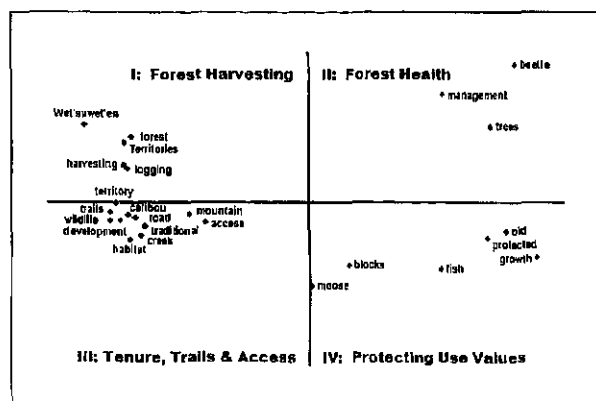 I: Forest Harvesting
II: Forest Health
beetle
management
Wet'suwet'en
trees
forest
Territories
harvesting
logging
territory
trails
caribou
mountain
wildlife
road
access
development
traditional
creek
habitat
old
protected
growth
blocks
fish
moose
III: Tenure, Trails & Access
IV: Protecting Use Values